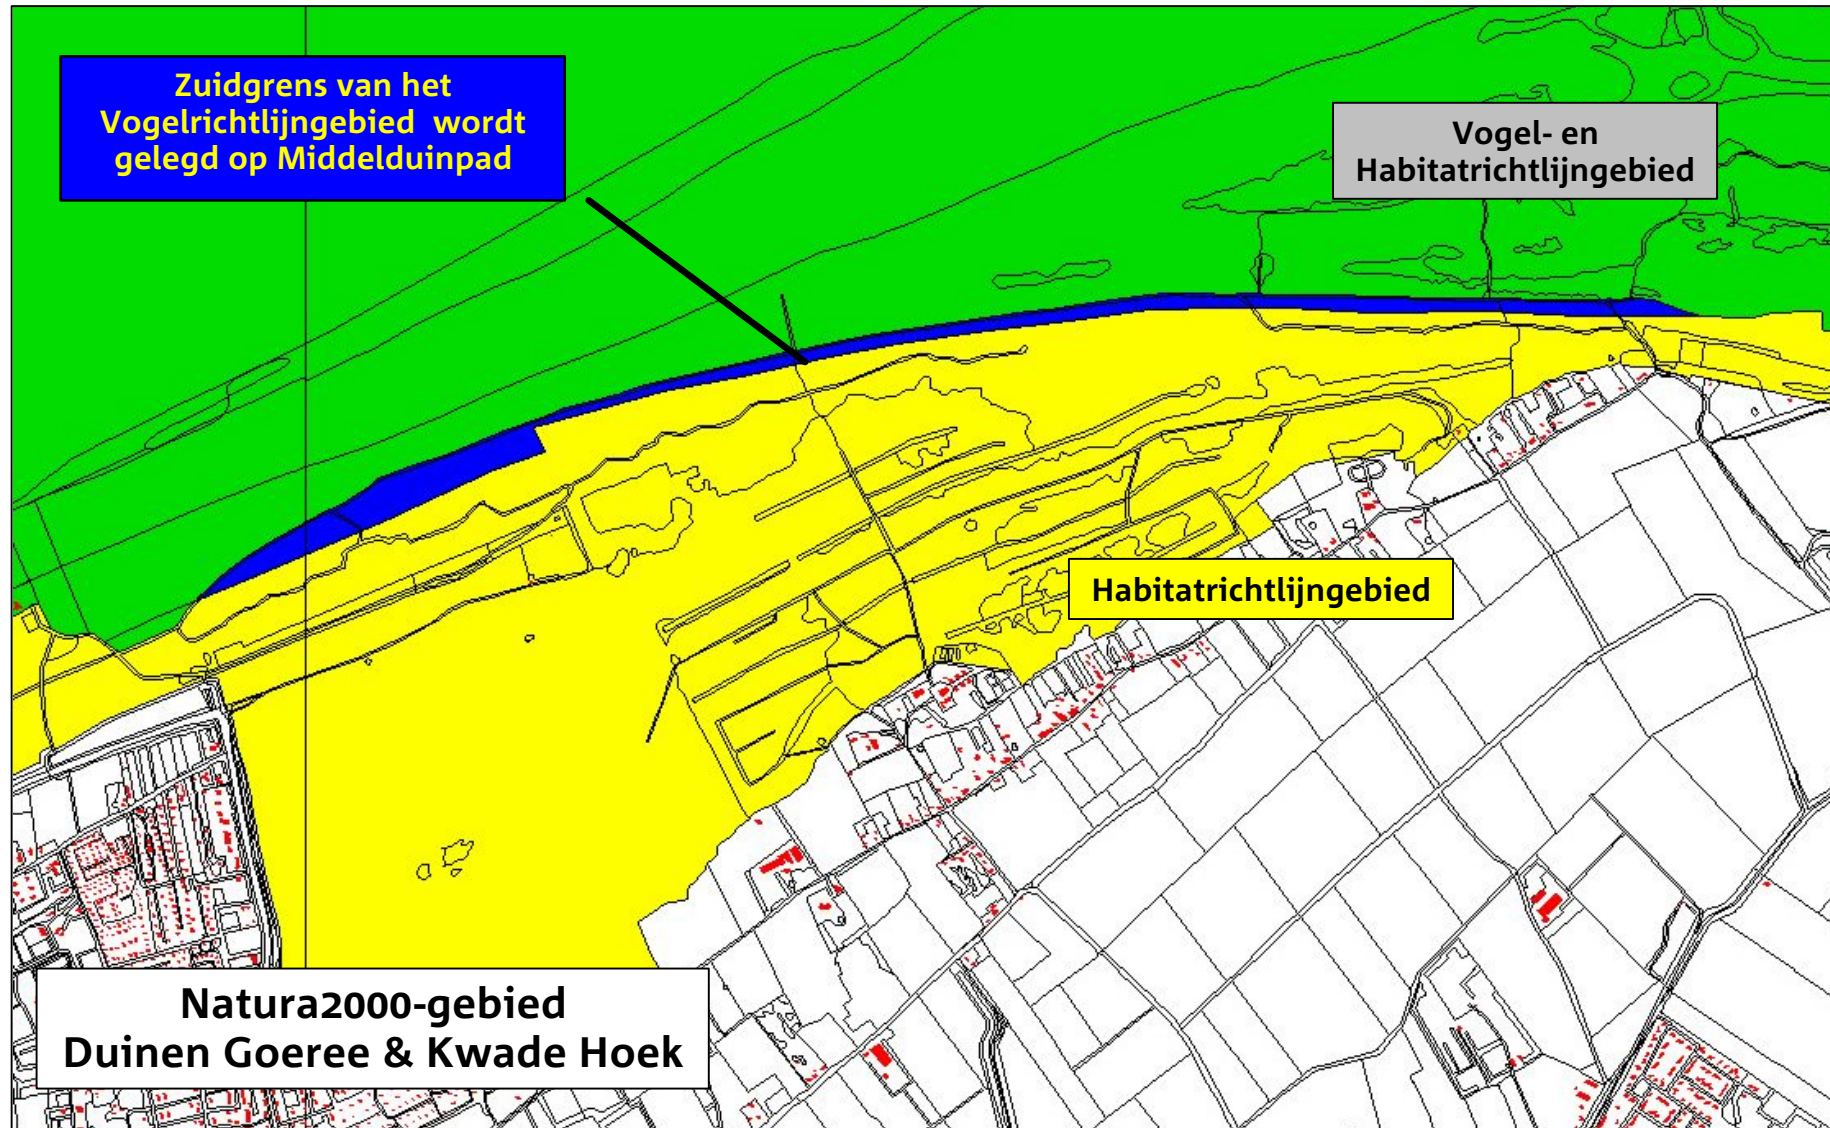 Zuidgrens van het
Vogelrichtlijngebied wordt
gelegd op Middelduinpad
Vogel- en
Habitatrichtlijngebied
Habitatrichtlijngebied
Natura2000-gebied
Duinen Goeree & Kwade Hoek